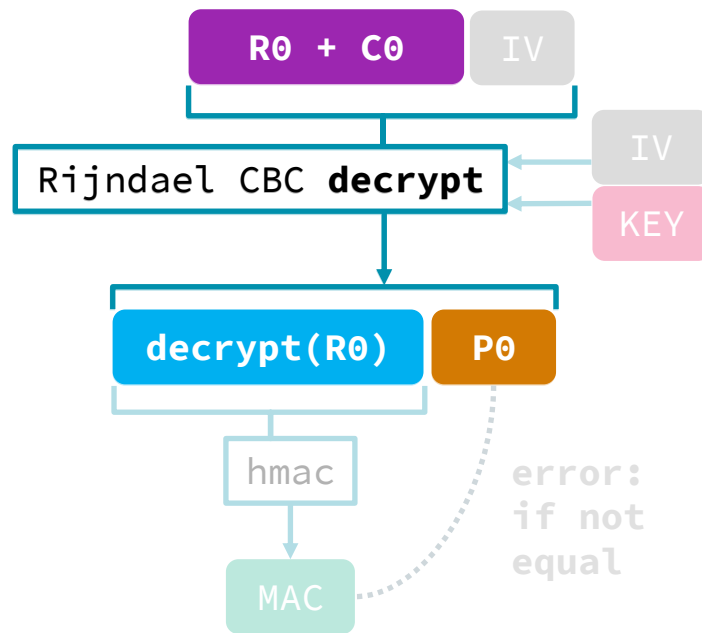 R0 + C0
IV
IV
Rijndael CBC decrypt
KEY
decrypt(R0)
P0
hmac
error:
if not
equal
MAC